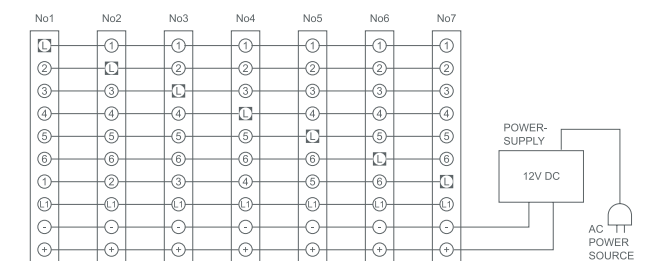 No1 No2 No3 No4 No5 No6 No7
L 1 1 1 1 1 1
2 L 2 2 2 2 2
3 3 L 3 3 3 3
4 4 4 L 4 4 4
5 5 5 5 L 5 5
6 6 6 6 6 L 6
1 2 3 4 5 6 L
L1 L1 L1 L1 L1 L1 L1
- - - - - - -
+ + + + + + +
POWER-
SUPPLY
12V DC
AC
POWER
SOURCE